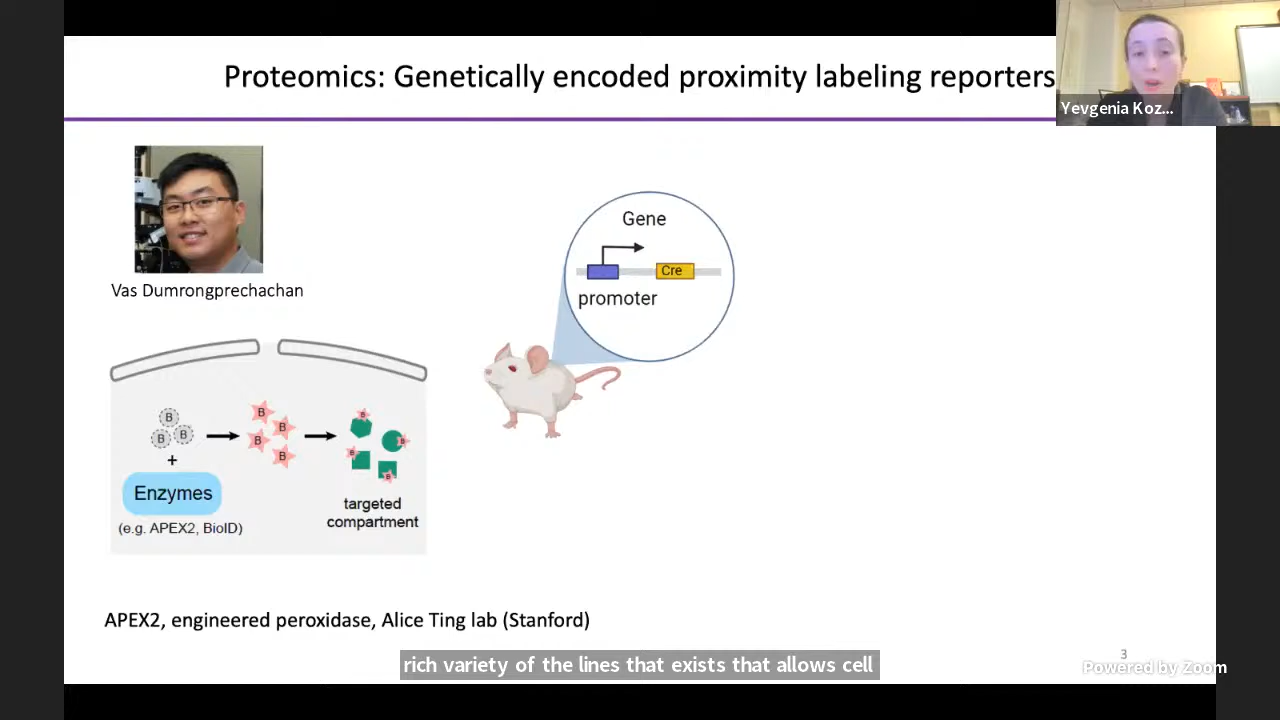 Proteomics: Genetically encoded proximity labeling reporters
Yevgenia Koz...
Vas Dumrongprechachan
Gene
Cre
promoter
B
B
B
B
B
B
B
B
B
B
B
+
Enzymes
(e.g. APEX2, BioID)
targeted
compartment
APEX2, engineered peroxidase, Alice Ting lab (Stanford)
rich variety of the lines that exists that allows cell
3
Powered by Zoom